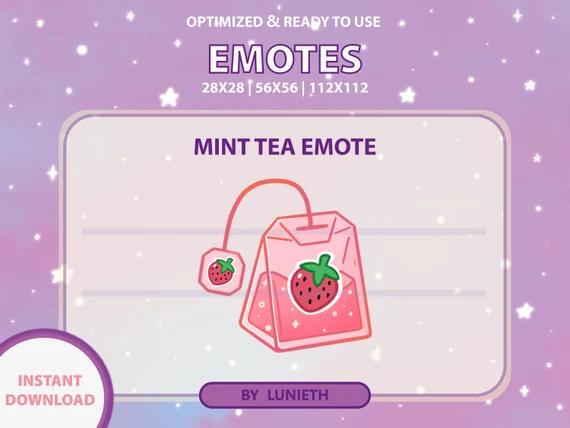 OPTIMIZED & READY TO USE
EMOTES
28X28 | 56X56 | 112X112
MINT TEA EMOTE
BY LUNIETH
INSTANT
DOWNLOAD